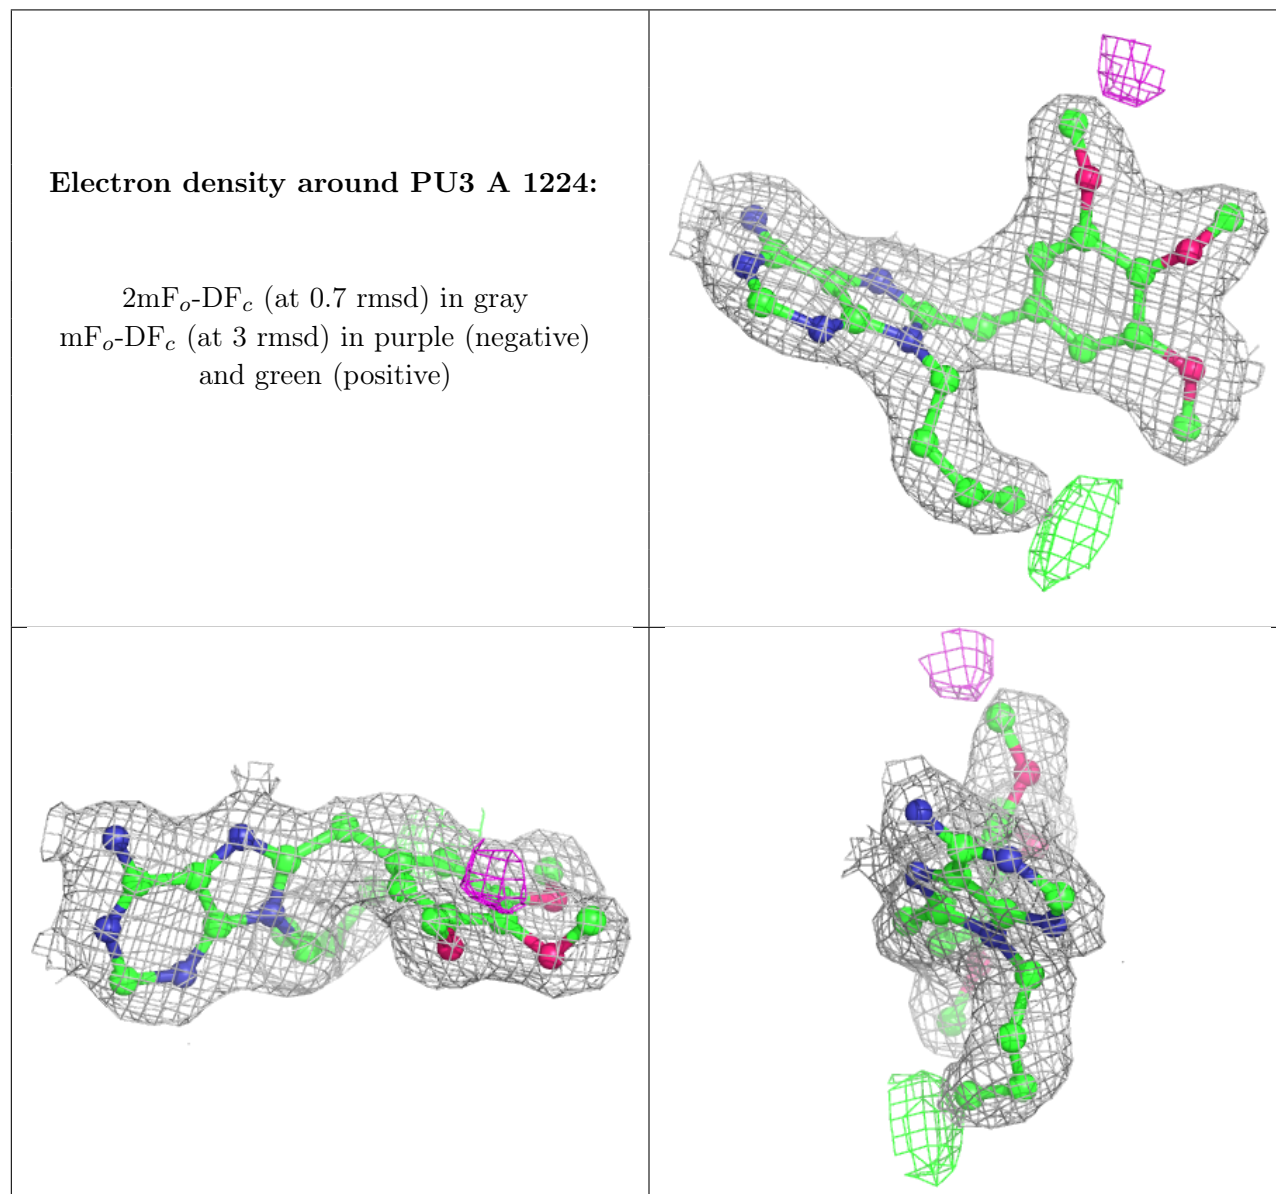 Electron density around PU3 A 1224:
2mFo-DFc (at 0.7 rmsd) in gray
mFo-DFc (at 3 rmsd) in purple (negative)
and green (positive)